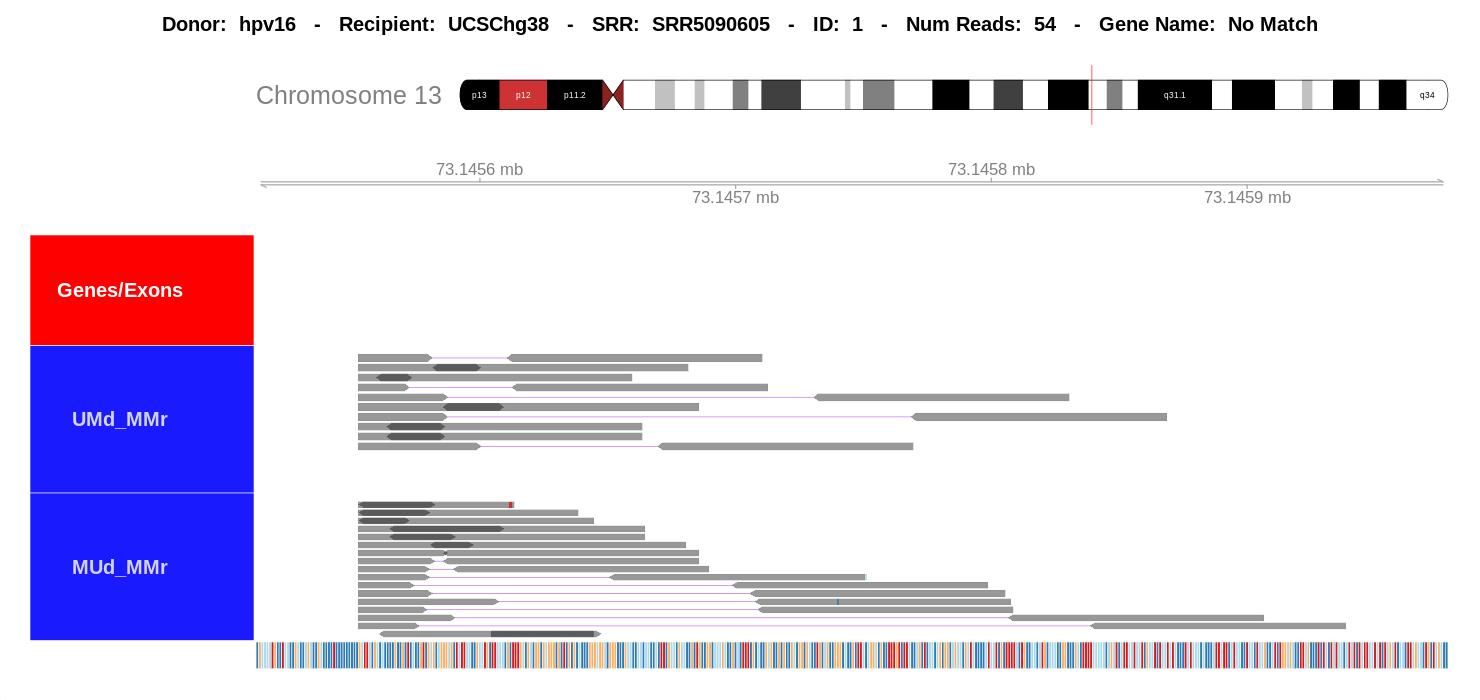 Donor: hpv16 - Recipient: UCSChg38 - SRR: SRR5090605 - ID: 1 - Num Reads: 54 - Gene Name: No Match
Chromosome 13 p13 p12 p11.2 q31.1 q34
73.1456 mb 73.1458 mb
73.1457 mb 73.1459 mb
Genes/Exons
UMd_MMr
MUd_MMr